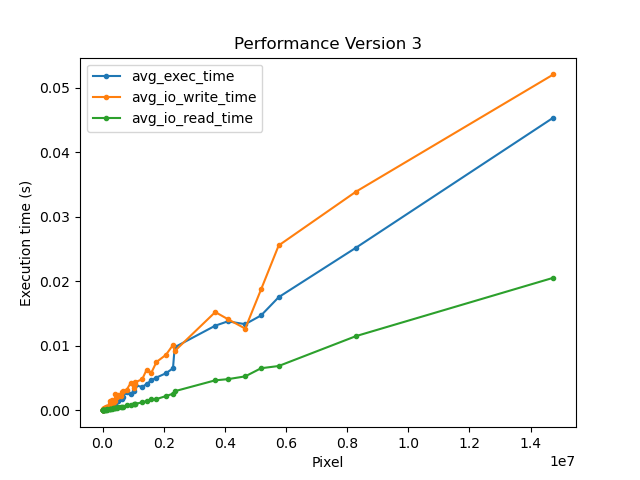 Performance Version 3
avg_exec_time
avg_io_write_time
avg_io_read_time
Execution time (s)
0.05
0.04
0.03
0.02
0.01
0.00
0.0 0.2 0.4 0.6 0.8 1.0 1.2 1.4
1e7
Pixel